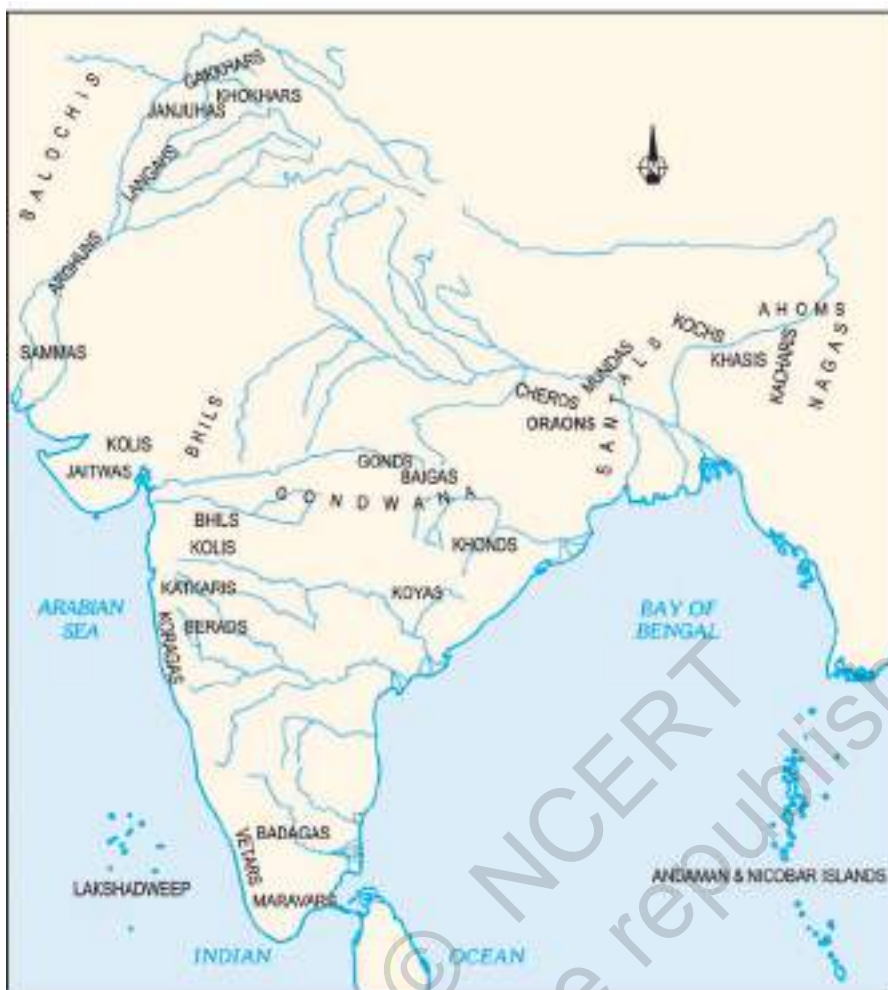 GAKKHARS
KHOKHARS
JANJUHAS
BALOCHIS
LANGAHS
ARGHUNS
SAMMAS
N
AHOMS
KOCHS
KHASIS
KACHARIS
NAGAS
MUNDAS
CHEROS
SANTALS
ORAONS
BHILS
KOLIS
JAITWAS
GONDS
BAIGAS
GONDWANA
BHILS
KOLIS
KHONDS
KATKARIS
KOYAS
ARABIAN
SEA
BAY OF
BENGAL
BERADS
KORAGAS
BADAGAS
VETARS
MARAVARS
LAKSHADWEEP
ANDAMAN & NICOBAR ISLANDS
INDIAN OCEAN
© NCERT
e republish